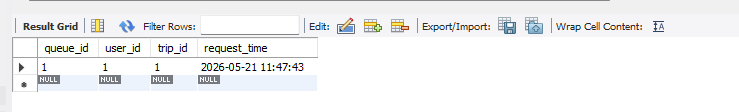 Result Grid Filter Rows: Edit: Export/Import: Wrap Cell Content: IA
queue_id user_id trip_id request_time
1 1 1 2026-05-21 11:47:43
NULL NULL NULL NULL